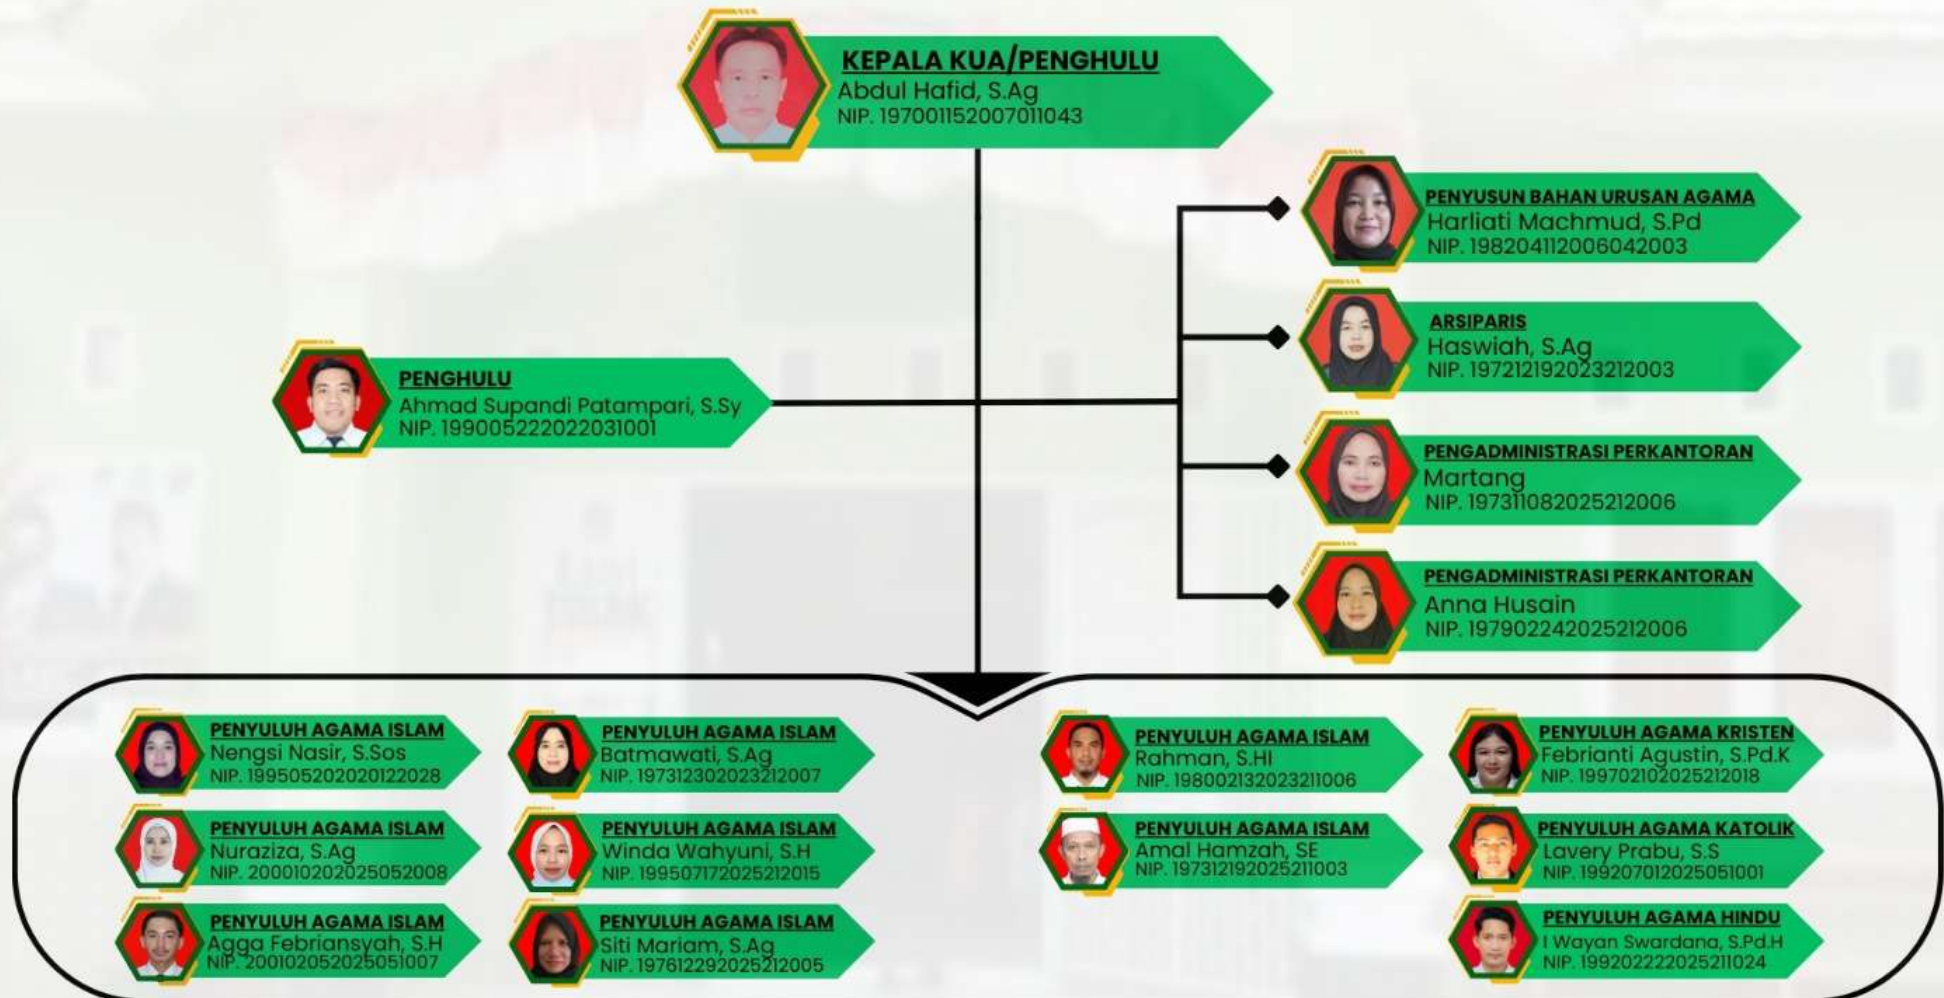 KEPALA KUA/PENGHULU
Abdul Hafid, S.Ag
NIP. 197001152007011043
PENYUSUN BAHAN URUSAN AGAMA
Harliati Machmud, S.Pd
NIP. 198204112006042003
ARSIPARIS
Haswiah, S.Ag
NIP. 197212192023212003
PENGHULU
Ahmad Supandi Patampari, S.Sy
NIP. 199005222022031001
PENGADMINISTRASI PERKANTORAN
Martang
NIP. 197311082025212006
PENGADMINISTRASI PERKANTORAN
Anna Husain
NIP. 197902242025212006
PENYULUH AGAMA ISLAM
Nengsi Nasir, S.Sos
NIP. 199505202020122028
PENYULUH AGAMA ISLAM
Nuraziza, S.Ag
NIP. 200010202025052008
PENYULUH AGAMA ISLAM
Agga Febriansyah, S.H
NIP. 200102052025051007
PENYULUH AGAMA ISLAM
Batmawati, S.Ag
NIP. 197312302023212007
PENYULUH AGAMA ISLAM
Winda Wahyuni, S.H
NIP. 199507172025212015
PENYULUH AGAMA ISLAM
Siti Mariam, S.Ag
NIP. 197612292025212005
PENYULUH AGAMA ISLAM
Rahman, S.HI
NIP. 198002132023211006
PENYULUH AGAMA ISLAM
Amal Hamzah, SE
NIP. 197312192025211003
PENYULUH AGAMA KRISTEN
Febrianti Agustin, S.Pd.K
NIP. 199702102025212018
PENYULUH AGAMA KATOLIK
Lavery Prabu, S.S
NIP. 199207012025051001
PENYULUH AGAMA HINDU
I Wayan Swardana, S.Pd.H
NIP. 199202222025211024